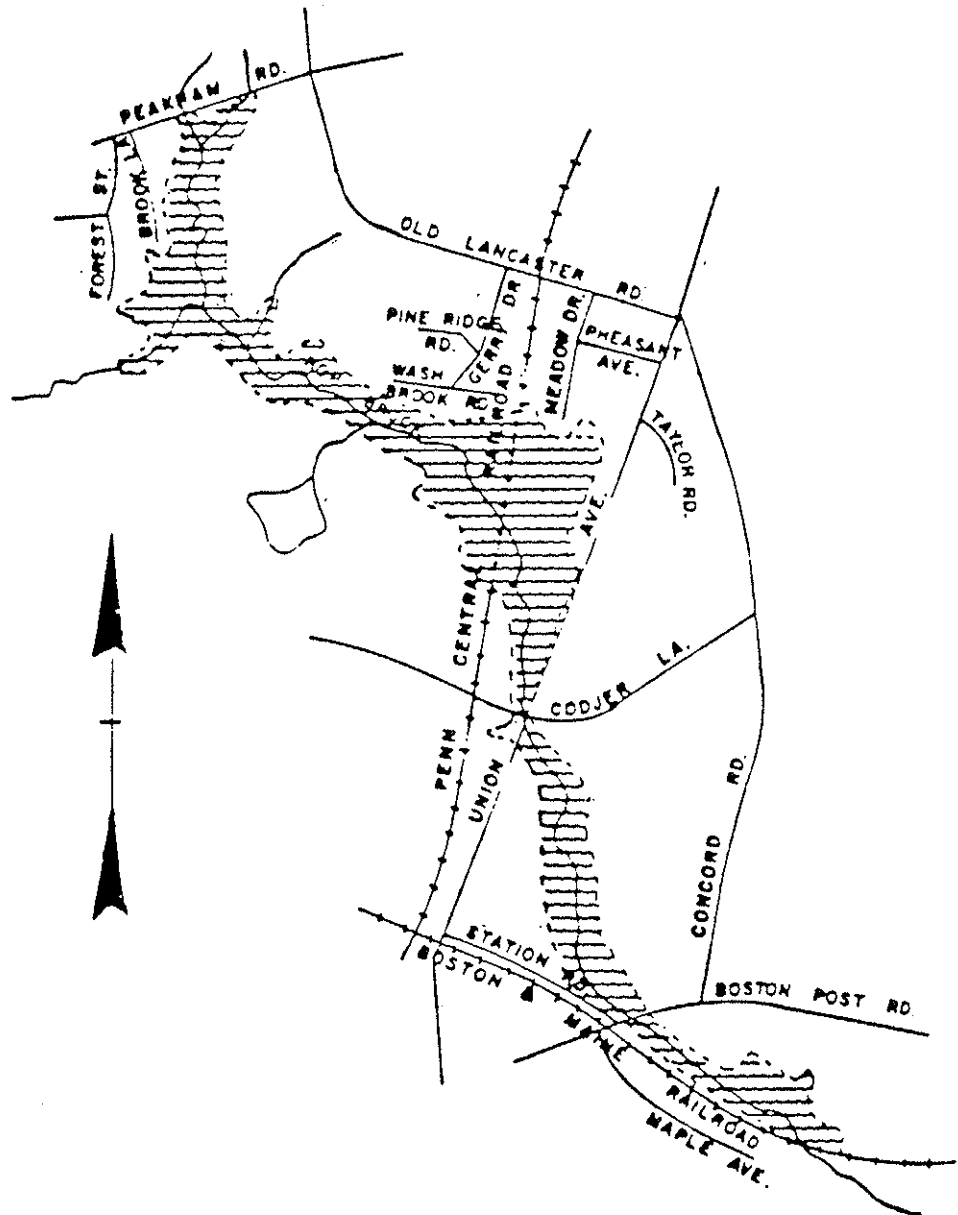 PEAKHAM RD.
FOREST ST.
BROOK LA.
OLD LANCASTER RD.
PINE RIDGE
RD.
GERRY DR.
WASH
BROOK RD.
MEADOW DR.
PHEASANT
AVE.
TAYLOR RD.
PENN CENTRAL RAILROAD
UNION AVE.
CODJER LA.
CONCORD RD.
STATION RD.
BOSTON & MAINE RAILROAD
BOSTON POST RD.
MAPLE AVE.